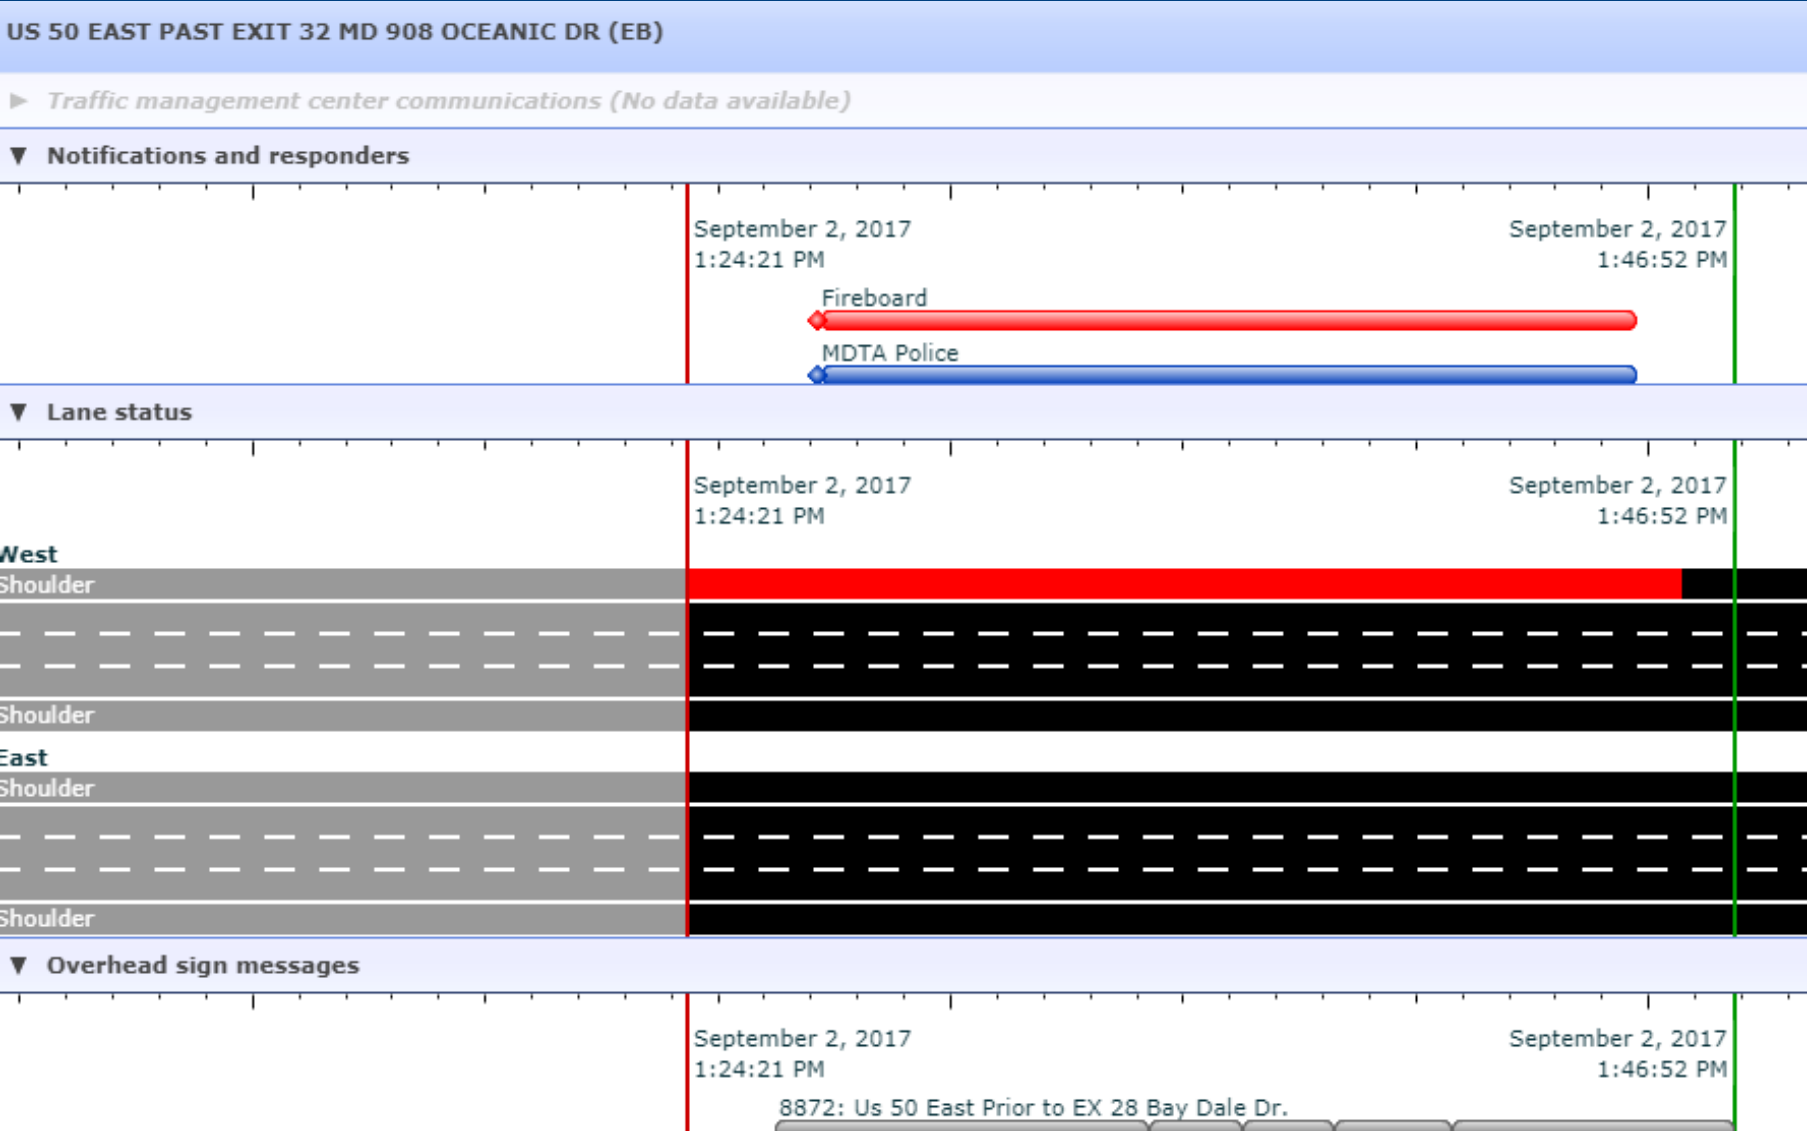 US 50 EAST PAST EXIT 32 MD 908 OCEANIC DR (EB)
Traffic management center communications (No data available)
Notifications and responders
September 2, 2017
1:24:21 PM
September 2, 2017
1:46:52 PM
Fireboard
MDTA Police
Lane status
September 2, 2017
1:24:21 PM
September 2, 2017
1:46:52 PM
West
Shoulder
Shoulder
East
Shoulder
Shoulder
Overhead sign messages
September 2, 2017
1:24:21 PM
September 2, 2017
1:46:52 PM
8872: Us 50 East Prior to EX 28 Bay Dale Dr.